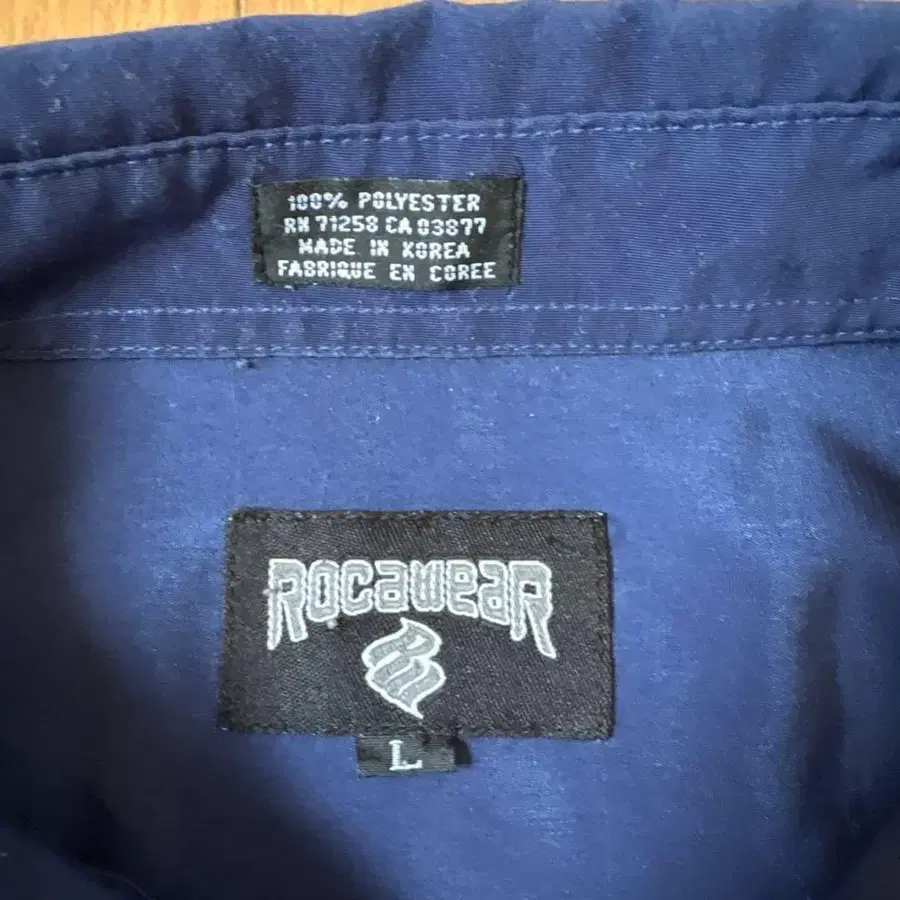 100% POLYESTER
RN 71258 CA 03877
MADE IN KOREA
FABRIQUE EN COREE
ROCAWEAR
L